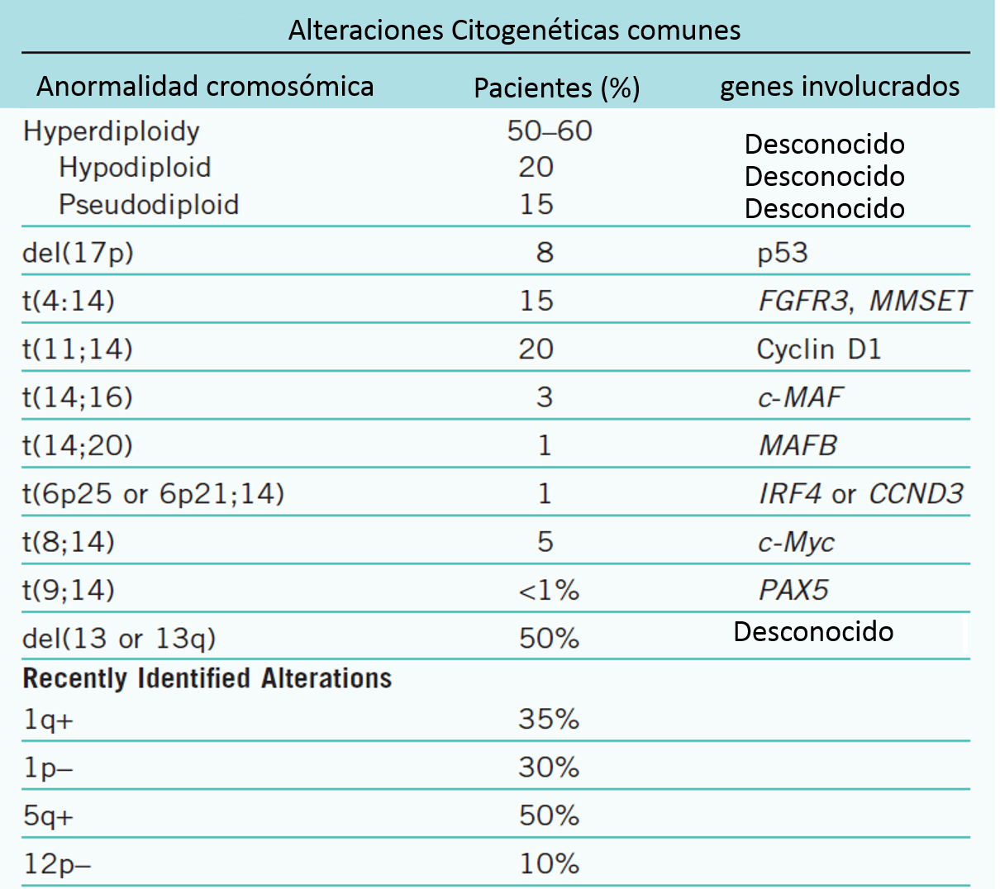 Alteraciones Citogenéticas comunes
Anormalidad cromosómica Pacientes (%) genes involucrados
Hyperdiploidy 50–60 Desconocido
Hypodiploid 20 Desconocido
Pseudodiploid 15 Desconocido
del(17p) 8 p53
t(4:14) 15 FGFR3, MMSET
t(11;14) 20 Cyclin D1
t(14;16) 3 c-MAF
t(14;20) 1 MAFB
t(6p25 or 6p21;14) 1 IRF4 or CCND3
t(8;14) 5 c-Myc
t(9;14) <1% PAX5
del(13 or 13q) 50% Desconocido
Recently Identified Alterations
1q+ 35%
1p– 30%
5q+ 50%
12p– 10%